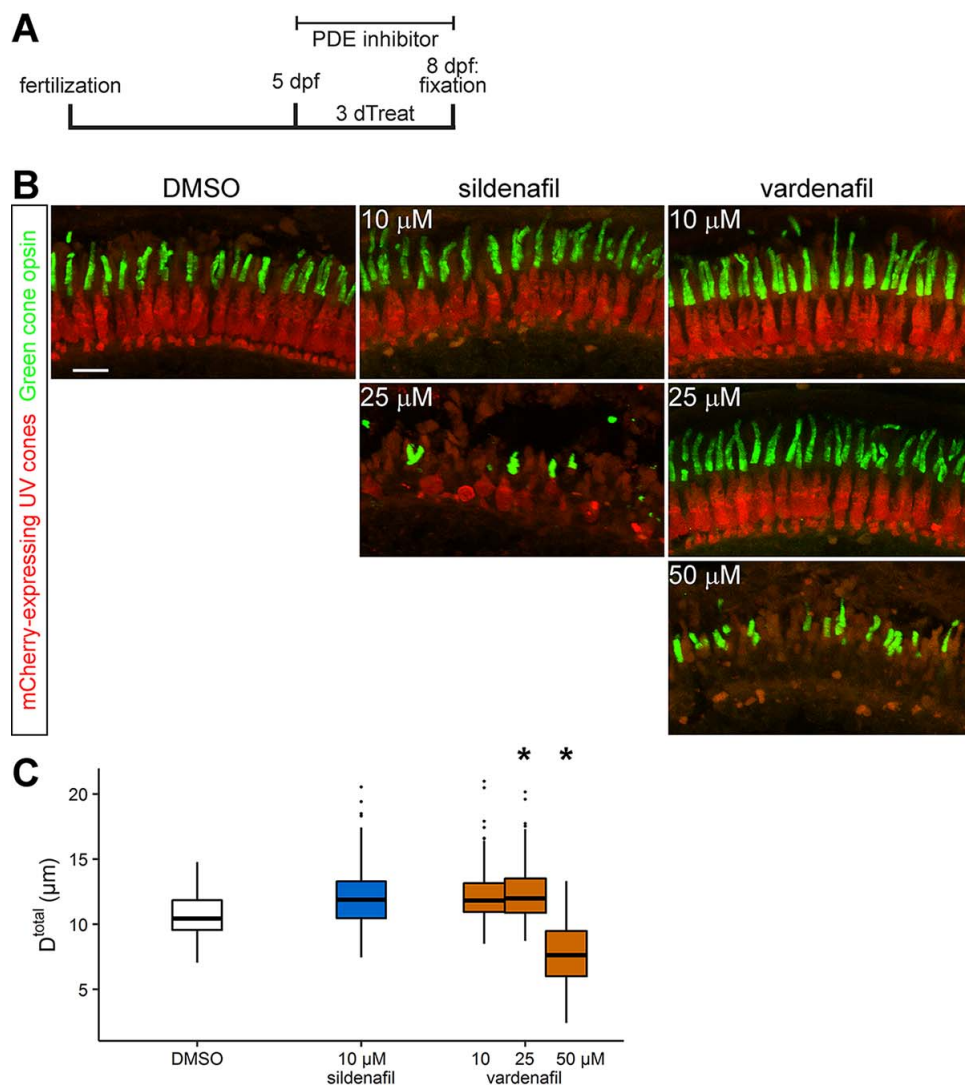 A
PDE inhibitor
fertilization
5 dpf
8 dpf:
fixation
3 dTreat
B
DMSO
sildenafil
vardenafil
mCherry-expressing UV cones Green cone opsin
10 µM
10 µM
25 µM
25 µM
50 µM
C
* *
20
15
10
5
Dtotal (µm)
DMSO
10 µM
sildenafil
10 25 50 µM
vardenafil